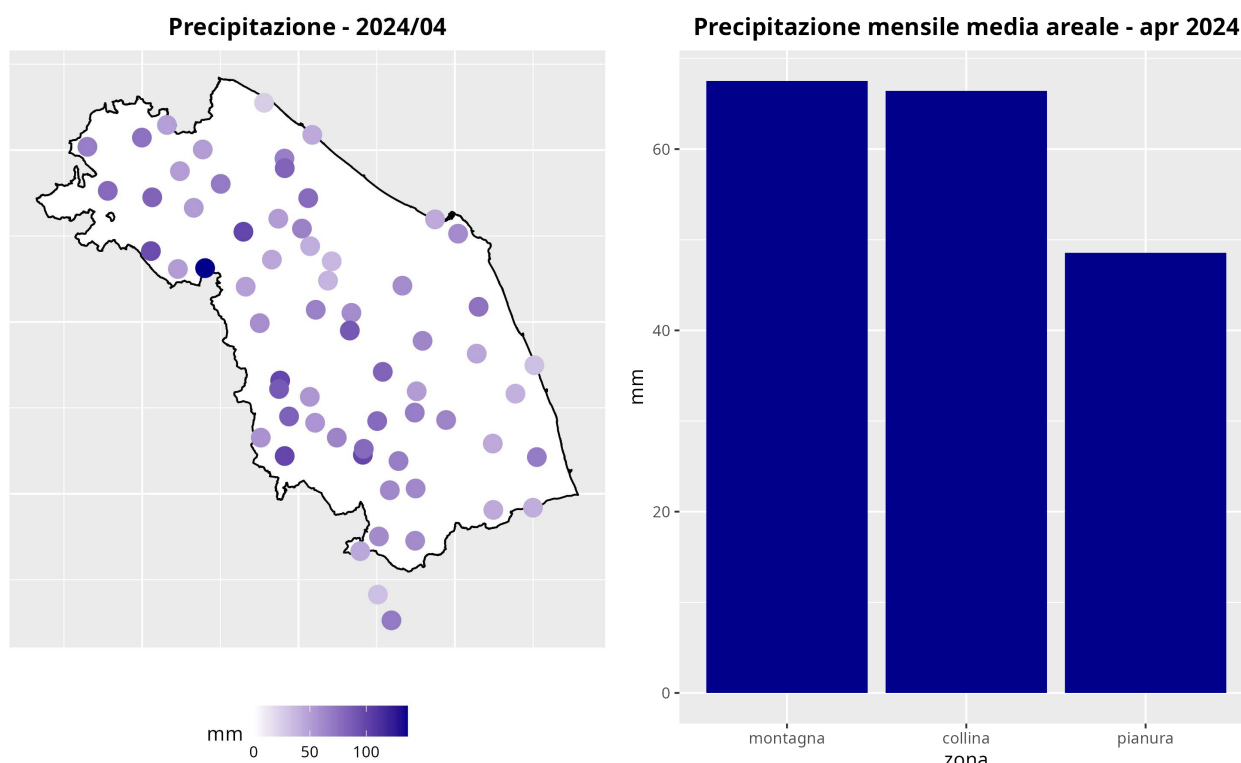 Precipitazione - 2024/04
mm
0 50 100
Precipitazione mensile media areale - apr 2024
mm
60
40
20
0
montagna collina pianura
zona